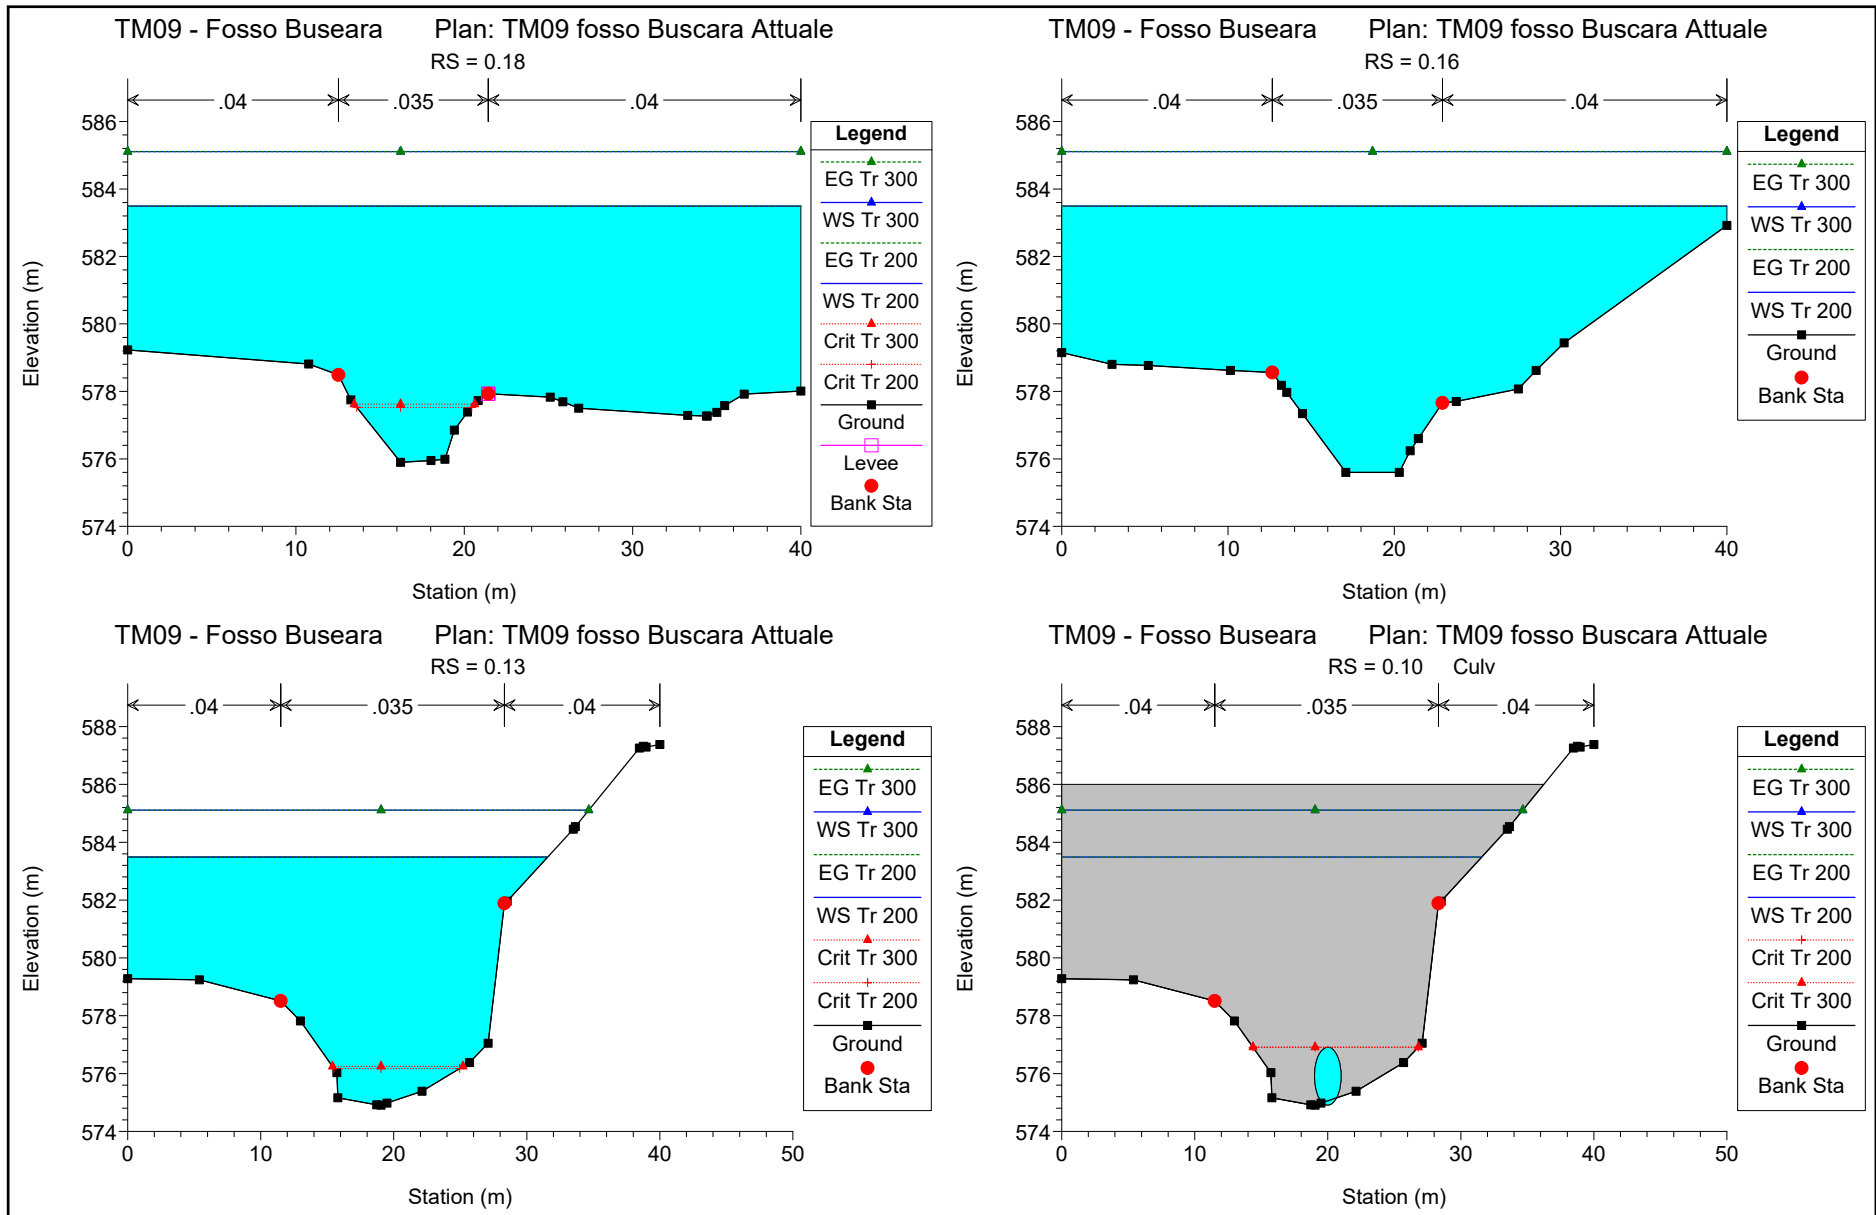 TM09 - Fosso Buseara Plan: TM09 fosso Buscara Attuale
RS = 0.18
.04 .035 .04
586
584
582
580
578
576
574
Elevation (m)
0 10 20 30 40
Station (m)
Legend
EG Tr 300
WS Tr 300
EG Tr 200
WS Tr 200
Crit Tr 300
Crit Tr 200
Ground
Levee
Bank Sta
TM09 - Fosso Buseara Plan: TM09 fosso Buscara Attuale
RS = 0.16
.04 .035 .04
586
584
582
580
578
576
574
Elevation (m)
0 10 20 30 40
Station (m)
Legend
EG Tr 300
WS Tr 300
EG Tr 200
WS Tr 200
Ground
Bank Sta
TM09 - Fosso Buseara Plan: TM09 fosso Buscara Attuale
RS = 0.13
.04 .035 .04
588
586
584
582
580
578
576
574
Elevation (m)
0 10 20 30 40 50
Station (m)
Legend
EG Tr 300
WS Tr 300
EG Tr 200
WS Tr 200
Crit Tr 300
Crit Tr 200
Ground
Bank Sta
TM09 - Fosso Buseara Plan: TM09 fosso Buscara Attuale
RS = 0.10 Culv
.04 .035 .04
588
586
584
582
580
578
576
574
Elevation (m)
0 10 20 30 40 50
Station (m)
Legend
EG Tr 300
WS Tr 300
EG Tr 200
WS Tr 200
Crit Tr 200
Crit Tr 300
Ground
Bank Sta